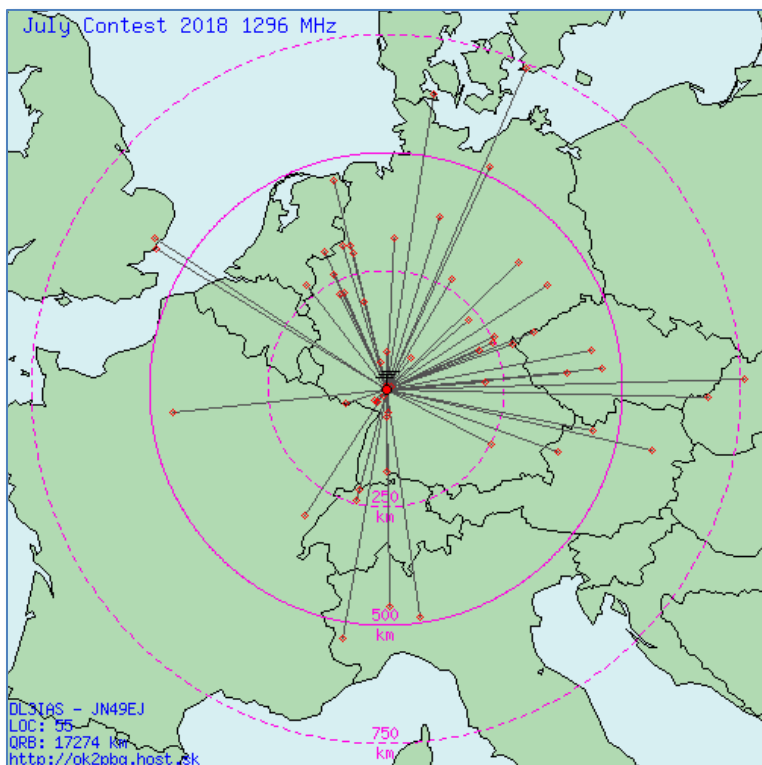 July Contest 2018 1296 MHz
250
km
500
km
750
km
DL3IAS - JN49EJ
LOC: 55
QRB: 17274 km
http://ok2pbq.host.sk